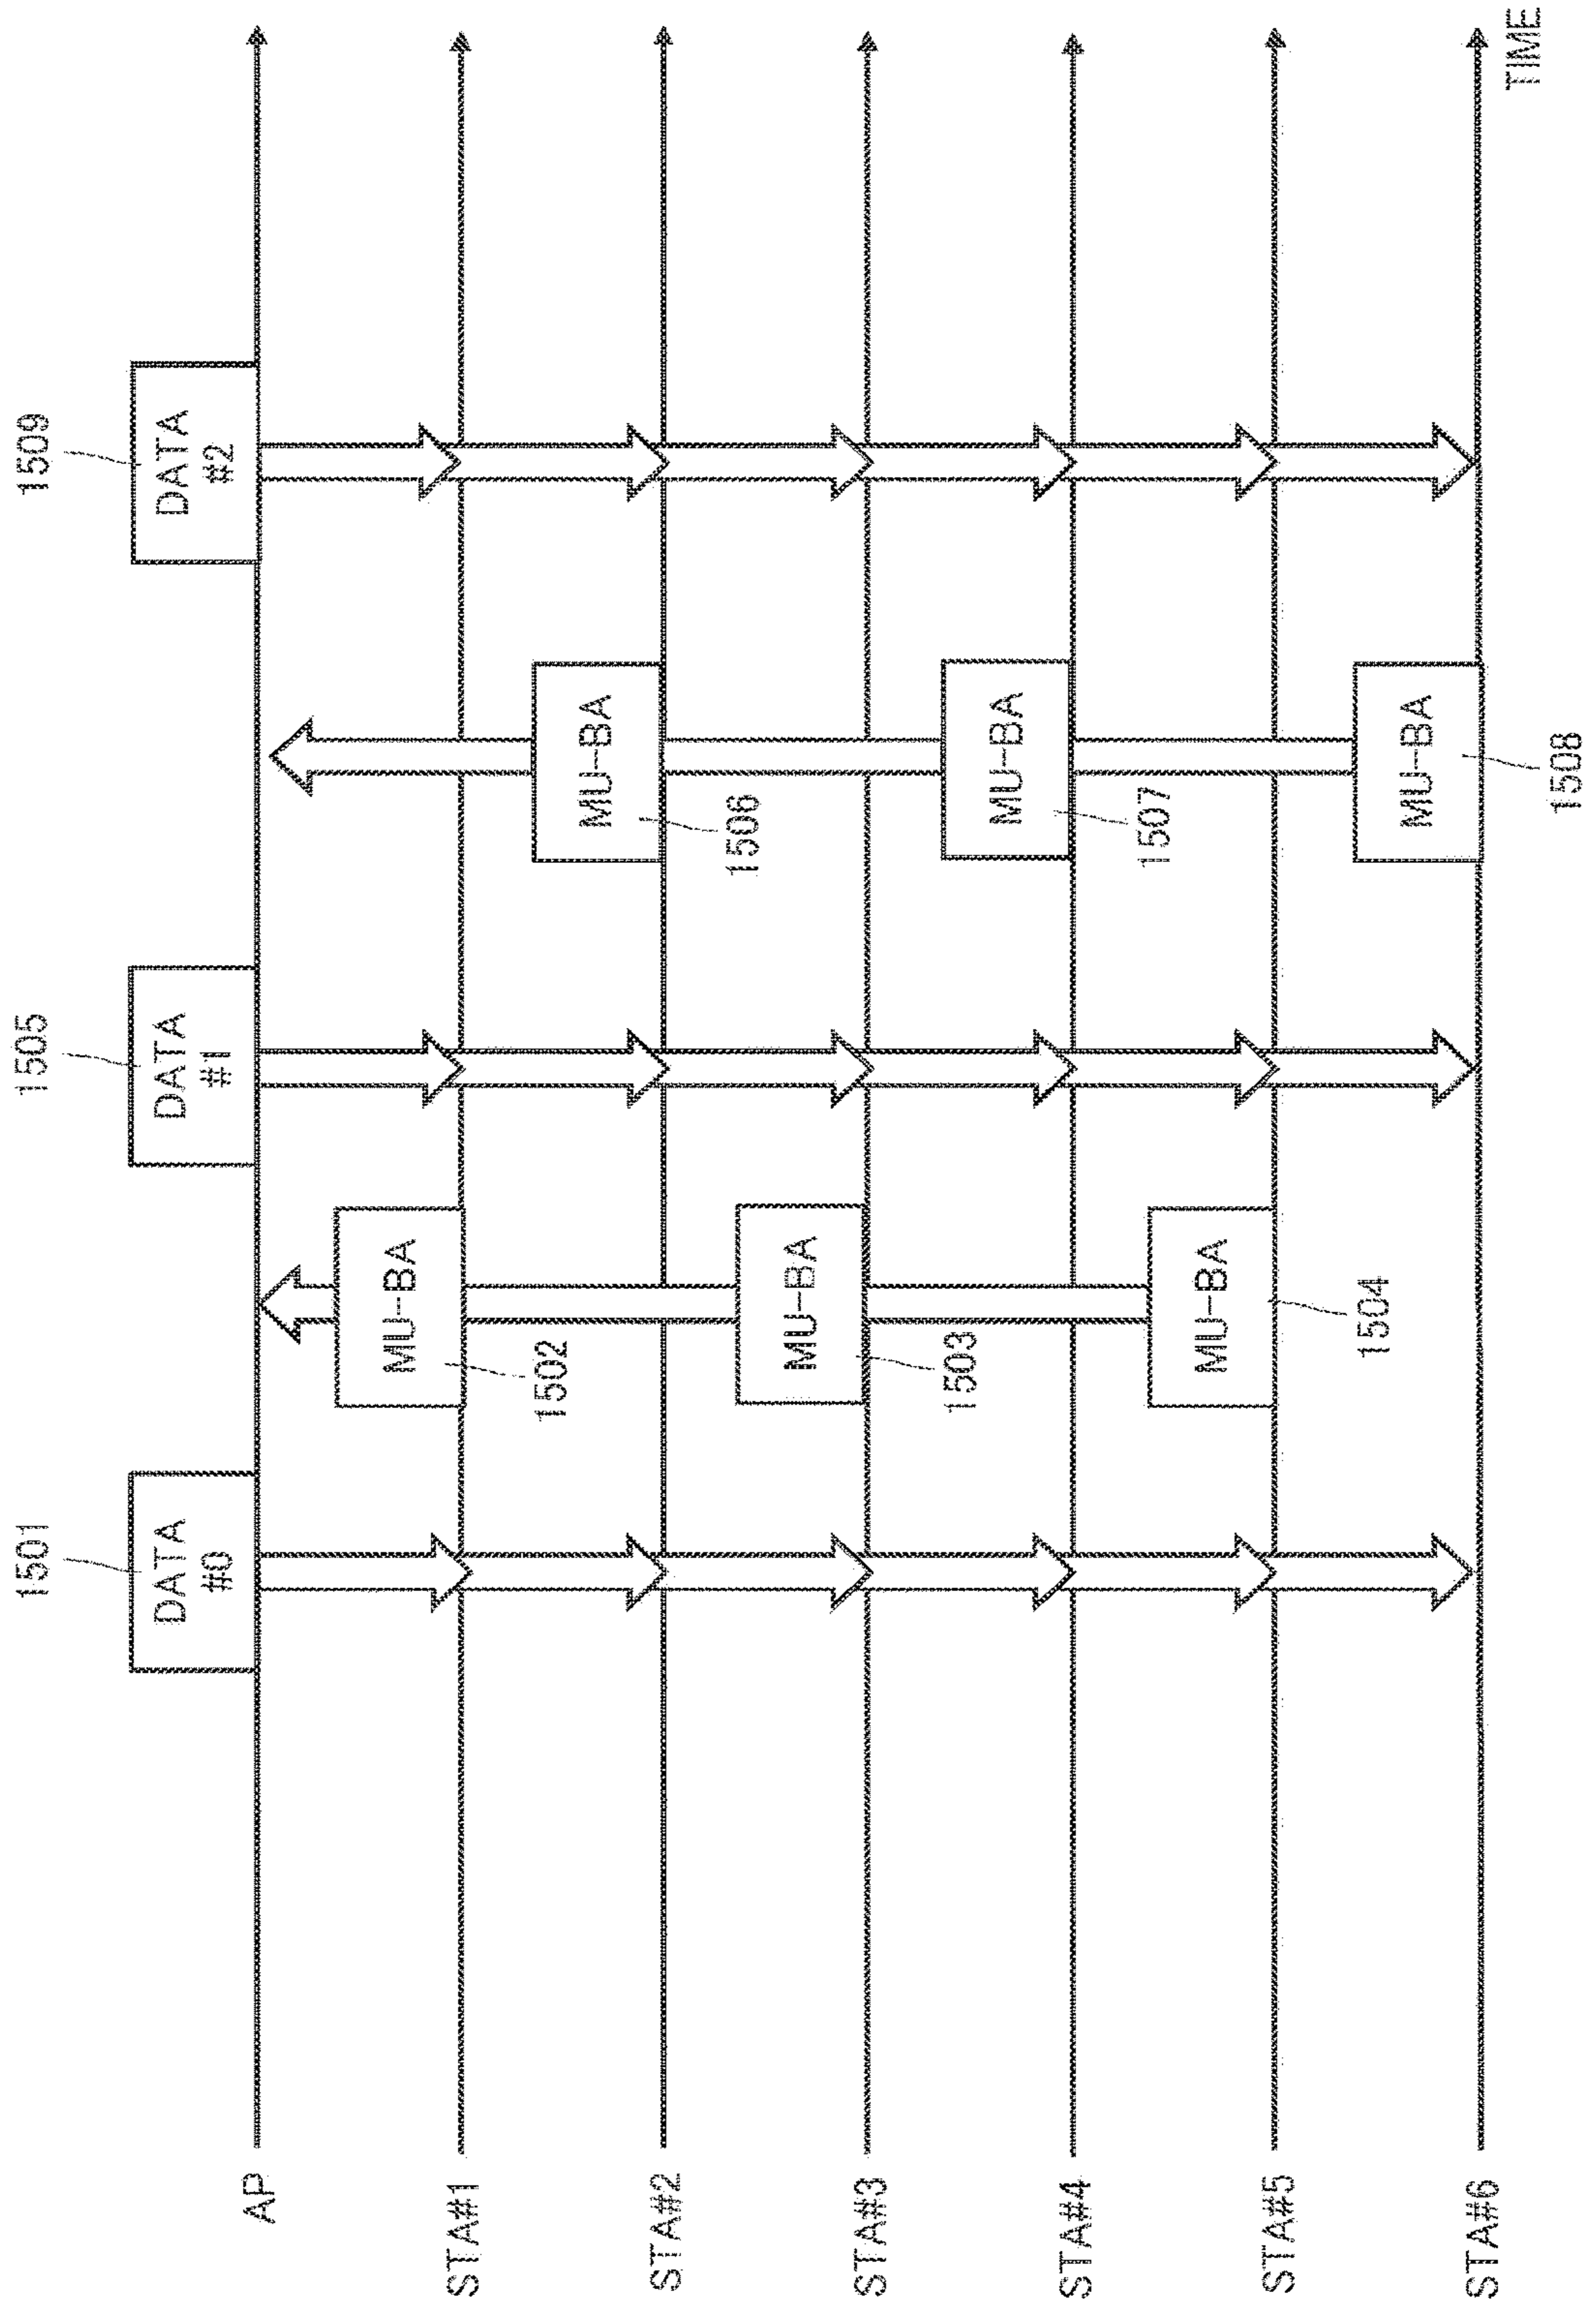 1501
1505
1509
DATA
#0
DATA
#1
DATA
#2
AP
MU-BA
1502
STA#1
MU-BA
1506
STA#2
MU-BA
1503
STA#3
MU-BA
1507
STA#4
MU-BA
1504
STA#5
MU-BA
1508
STA#6
TIME